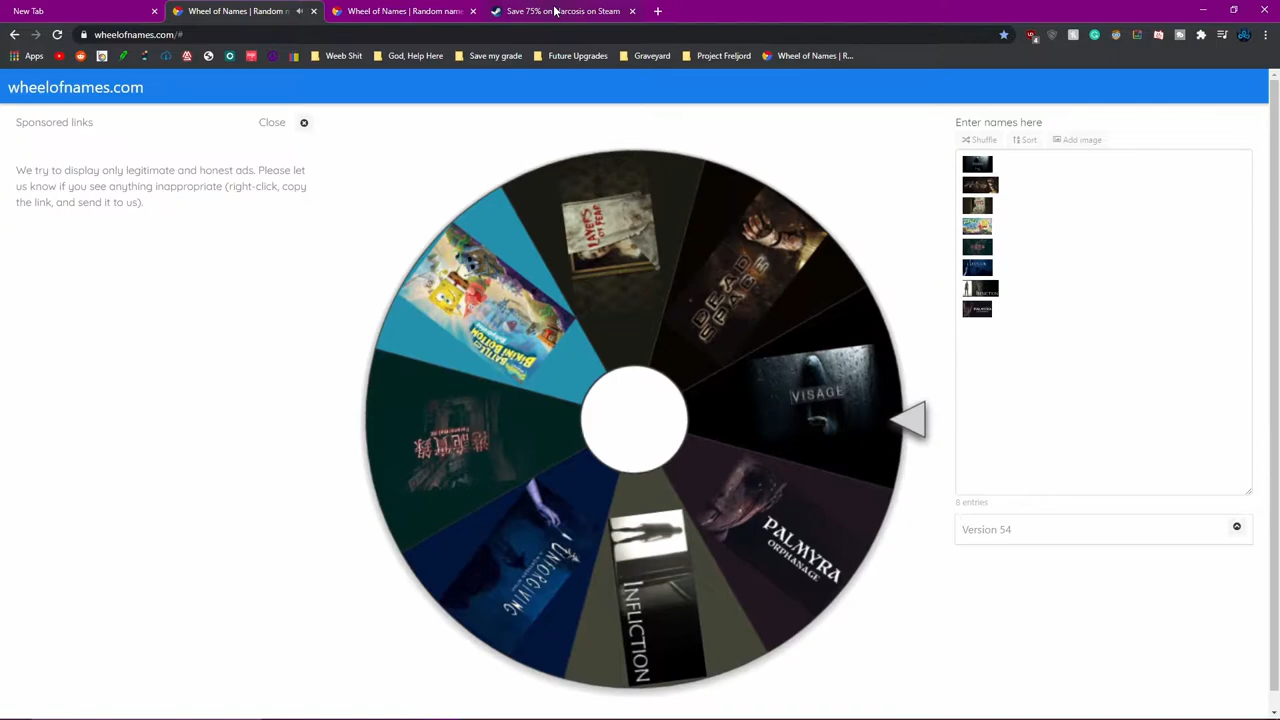 New Tab
Wheel of Names | Random n
Wheel of Names | Random name
Save 75% on Narcosis on Steam
wheelofnames.com/#
Apps
Weeb Shit
God, Help Here
Save my grade
Future Upgrades
Graveyard
Project Freljord
Wheel of Names | R...
wheelofnames.com
Sponsored links
Close
We try to display only legitimate and honest ads. Please let
us know if you see anything inappropriate (right-click, copy
the link, and send it to us).
Enter names here
Shuffle
Sort
Add image
8 entries
Version 54
LAYERS OF FEAR
DEAD SPACE
VISAGE
PALMYRA
ORPHANAGE
INFLICTION
UNFORGIVING
BATTLE FOR
BIKINI BOTTOM